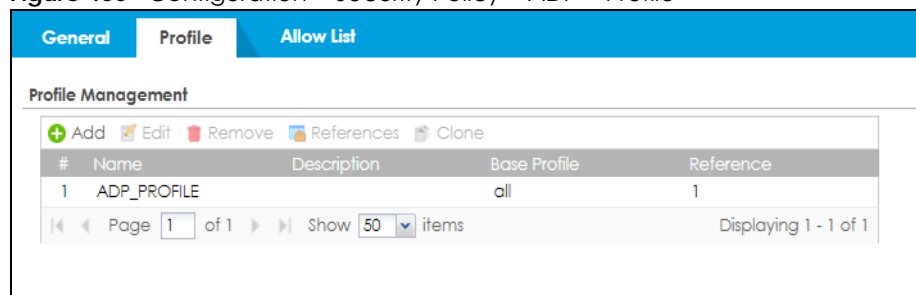 General Profile Allow List
Profile Management
Add Edit Remove References Clone
# Name Description Base Profile Reference
1 ADP_PROFILE all 1
Page 1 of 1 Show 50 items Displaying 1 - 1 of 1